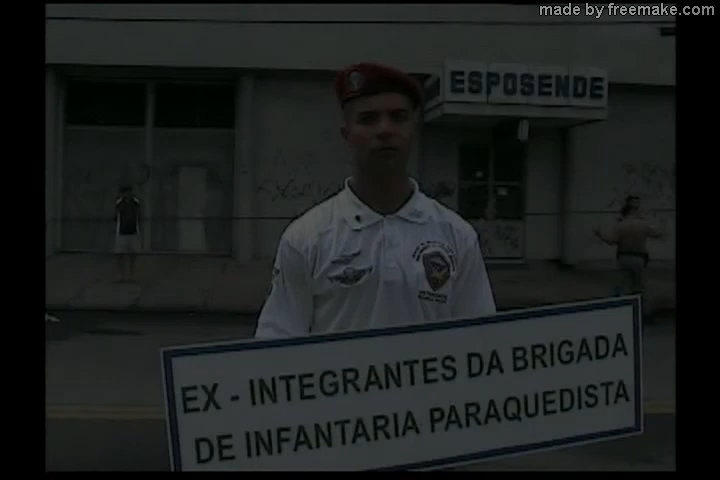 made by freemake.com
ESPOSENDE
EX - INTEGRANTES DA BRIGADA
DE INFANTARIA PARAQUEDISTA